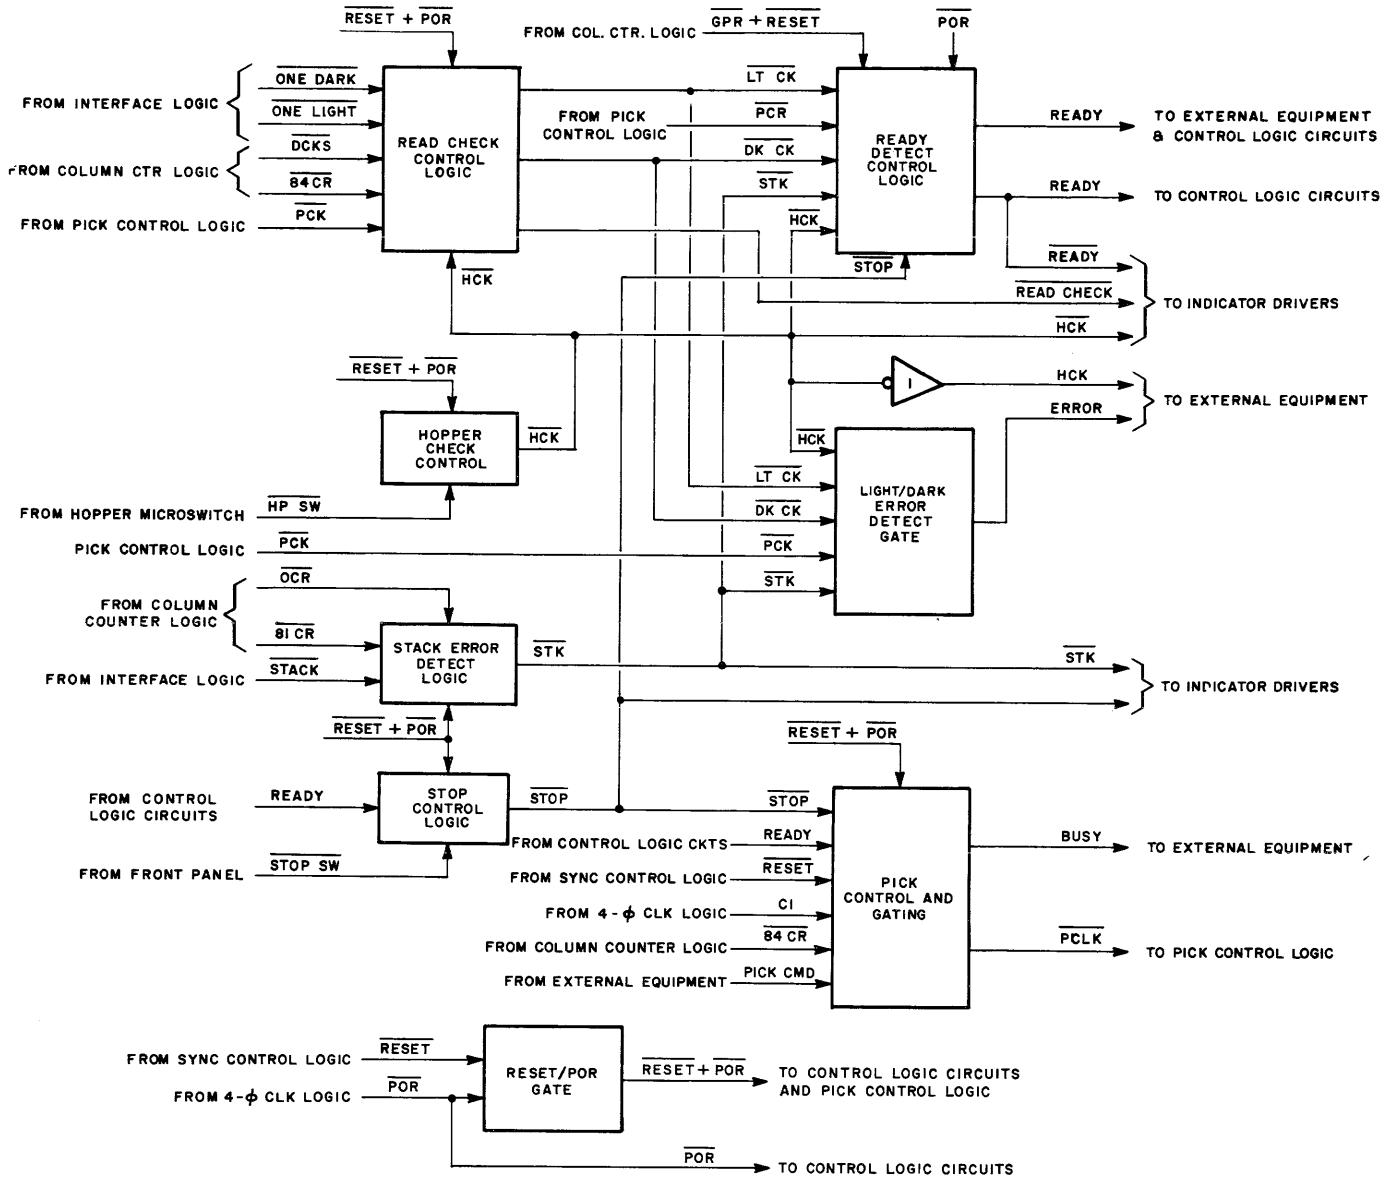 RESET + POR
FROM COL. CTR. LOGIC
GPR + RESET
POR
FROM INTERFACE LOGIC
ONE DARK
ONE LIGHT
FROM COLUMN CTR LOGIC
DCKS
84 CR
FROM PICK CONTROL LOGIC
PCK
READ CHECK
CONTROL
LOGIC
HCK
LT CK
FROM PICK
CONTROL LOGIC
PCR
DK CK
STK
HCK
STOP
READY
DETECT
CONTROL
LOGIC
READY
TO EXTERNAL EQUIPMENT
& CONTROL LOGIC CIRCUITS
READY
TO CONTROL LOGIC CIRCUITS
READY
READ CHECK
HCK
TO INDICATOR DRIVERS
RESET + POR
HOPPER
CHECK
CONTROL
HCK
FROM HOPPER MICROSWITCH
HP SW
I
HCK
ERROR
TO EXTERNAL EQUIPMENT
HCK
LT CK
DK CK
PICK CONTROL LOGIC
PCK
PCK
STK
LIGHT/DARK
ERROR
DETECT
GATE
FROM COLUMN
COUNTER LOGIC
OCR
81 CR
FROM INTERFACE LOGIC
STACK
STACK ERROR
DETECT
LOGIC
STK
STK
TO INDICATOR DRIVERS
RESET + POR
FROM CONTROL
LOGIC CIRCUITS
READY
FROM FRONT PANEL
STOP SW
STOP
CONTROL
LOGIC
STOP
RESET + POR
STOP
FROM CONTROL LOGIC CKTS
READY
FROM SYNC CONTROL LOGIC
RESET
FROM 4-ϕ CLK LOGIC
C1
FROM COLUMN COUNTER LOGIC
84 CR
FROM EXTERNAL EQUIPMENT
PICK CMD
PICK
CONTROL AND
GATING
BUSY
TO EXTERNAL EQUIPMENT
PCLK
TO PICK CONTROL LOGIC
FROM SYNC CONTROL LOGIC
RESET
FROM 4-ϕ CLK LOGIC
POR
RESET/POR
GATE
RESET + POR
TO CONTROL LOGIC CIRCUITS
AND PICK CONTROL LOGIC
POR
TO CONTROL LOGIC CIRCUITS